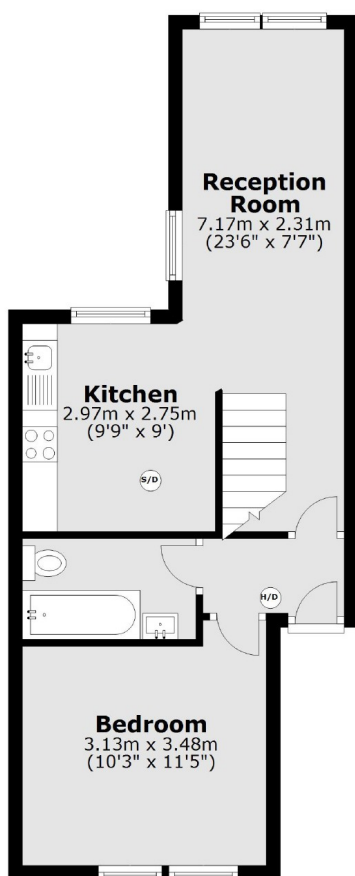 Reception
Room
7.17m x 2.31m
(23'6" x 7'7")
Kitchen
2.97m x 2.75m
(9'9" x 9')
S/D
H/D
Bedroom
3.13m x 3.48m
(10'3" x 11'5")